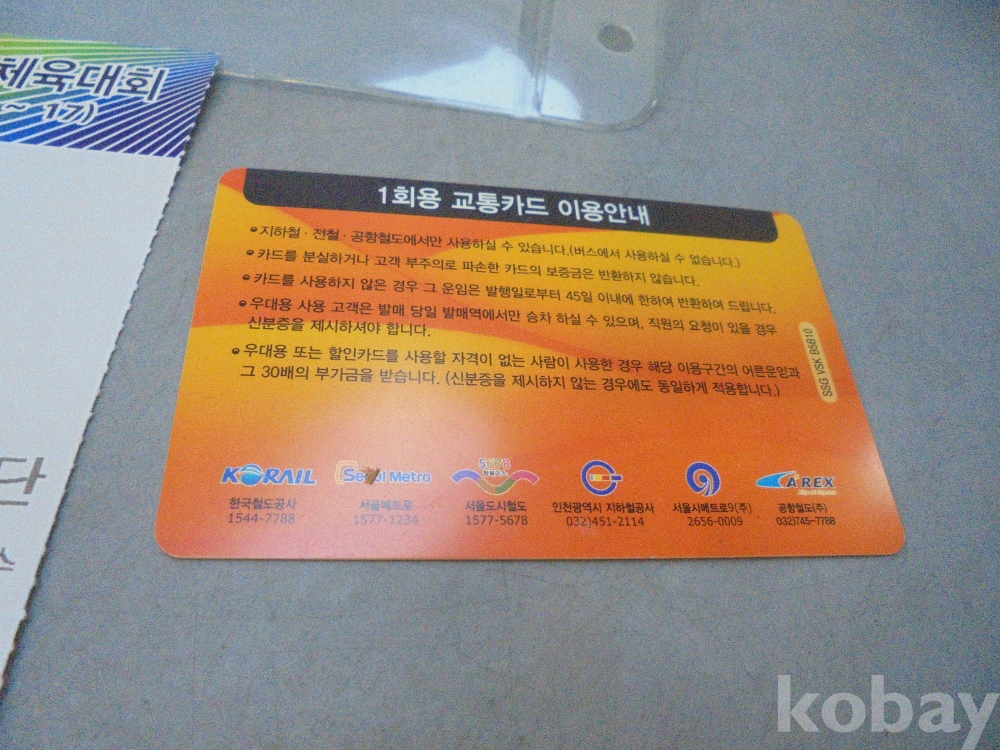 체육대회
~ 17)
1회용 교통카드 이용안내
지하철·전철·공항철도에서만 사용하실 수 있습니다.(버스에서 사용하실 수 없습니다.)
카드를 분실하거나 고객 부주의로 파손한 카드의 보증금은 반환하지 않습니다.
카드를 사용하지 않은 경우 그 운임은 발행일로부터 45일 이내에 한하여 반환하여 드립니다.
우대용 사용 고객은 발매 당일 발매역에서만 승차 하실 수 있으며, 직원의 요청이 있을 경우
신분증을 제시하셔야 합니다.
우대용 또는 할인카드를 사용할 자격이 없는 사람이 사용한 경우 해당 이용구간의 어른운임과
그 30배의 부가금을 받습니다. (신분증을 제시하지 않는 경우에도 동일하게 적용합니다.)
SSG VSK B5B10
KORAIL Seoul Metro 5678 9 AREX
한국철도공사 서울메트로 서울도시철도 인천광역시 지하철공사 서울시메트로9(주) 공항철도(주)
1544-7788 1577-1234 1577-5678 032)451-2114 2656-0009 032)745-7788
단
kobay